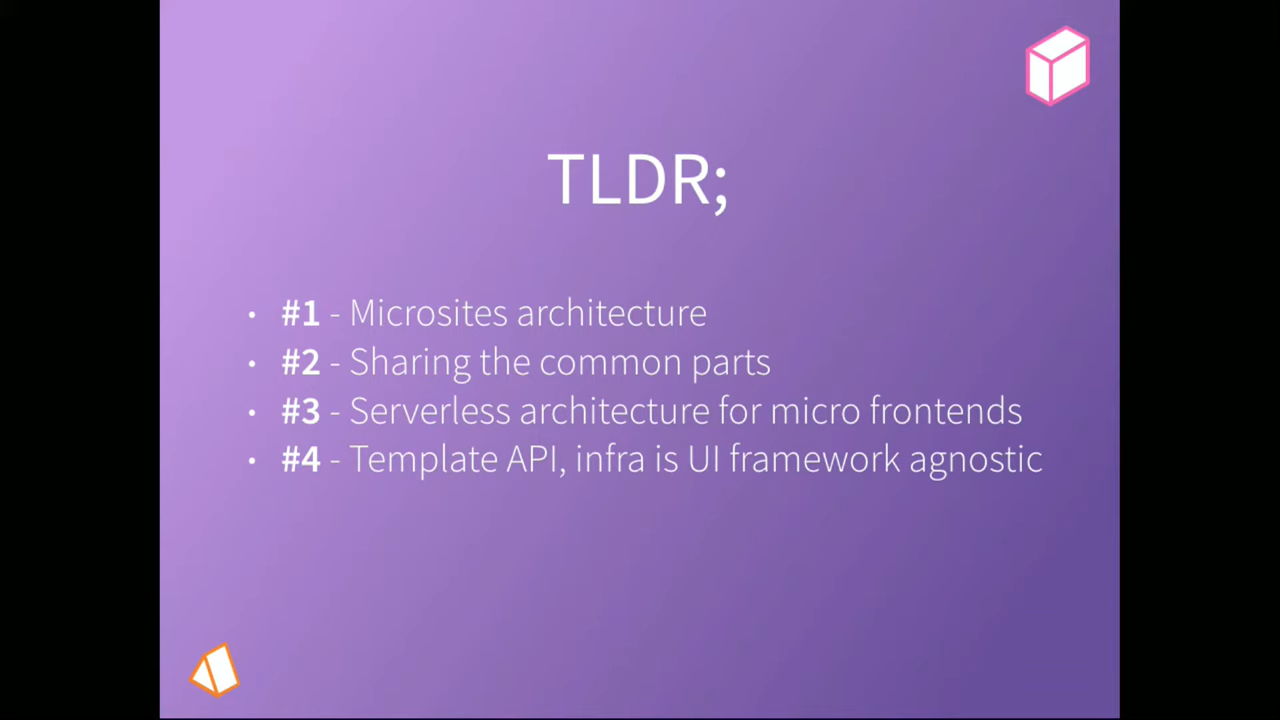 TLDR;
• #1 - Microsites architecture
• #2 - Sharing the common parts
• #3 - Serverless architecture for micro frontends
• #4 - Template API, infra is UI framework agnostic